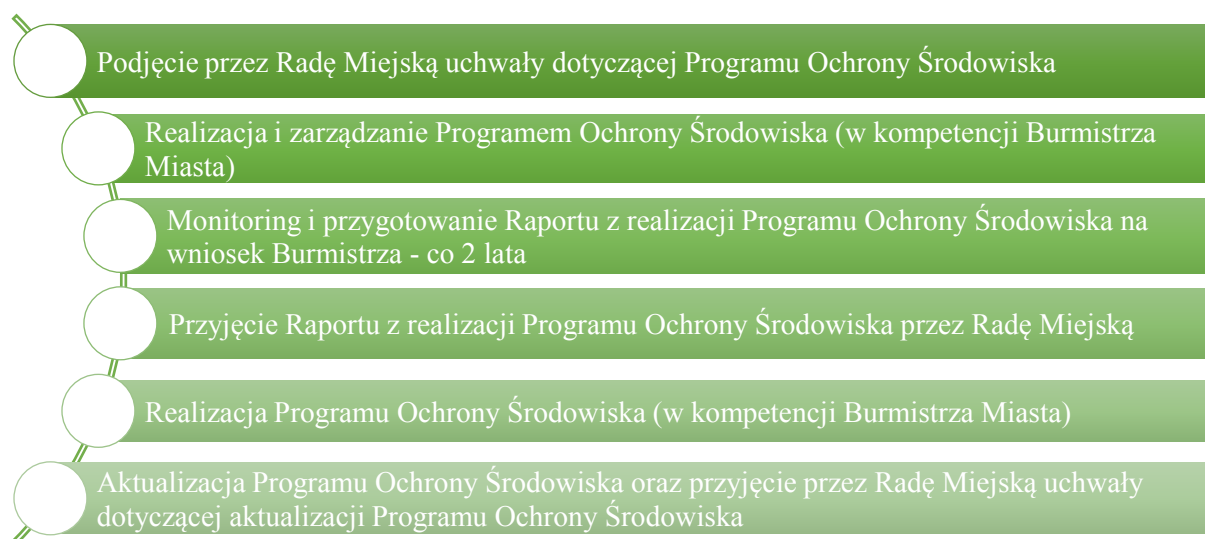 Podjęcie przez Radę Miejską uchwały dotyczącej Programu Ochrony Środowiska
Realizacja i zarządzanie Programem Ochrony Środowiska (w kompetencji Burmistrza
Miasta)
Monitoring i przygotowanie Raportu z realizacji Programu Ochrony Środowiska na
wniosek Burmistrza - co 2 lata
Przyjęcie Raportu z realizacji Programu Ochrony Środowiska przez Radę Miejską
Realizacja Programu Ochrony Środowiska (w kompetencji Burmistrza Miasta)
Aktualizacja Programu Ochrony Środowiska oraz przyjęcie przez Radę Miejską uchwały
dotyczącej aktualizacji Programu Ochrony Środowiska